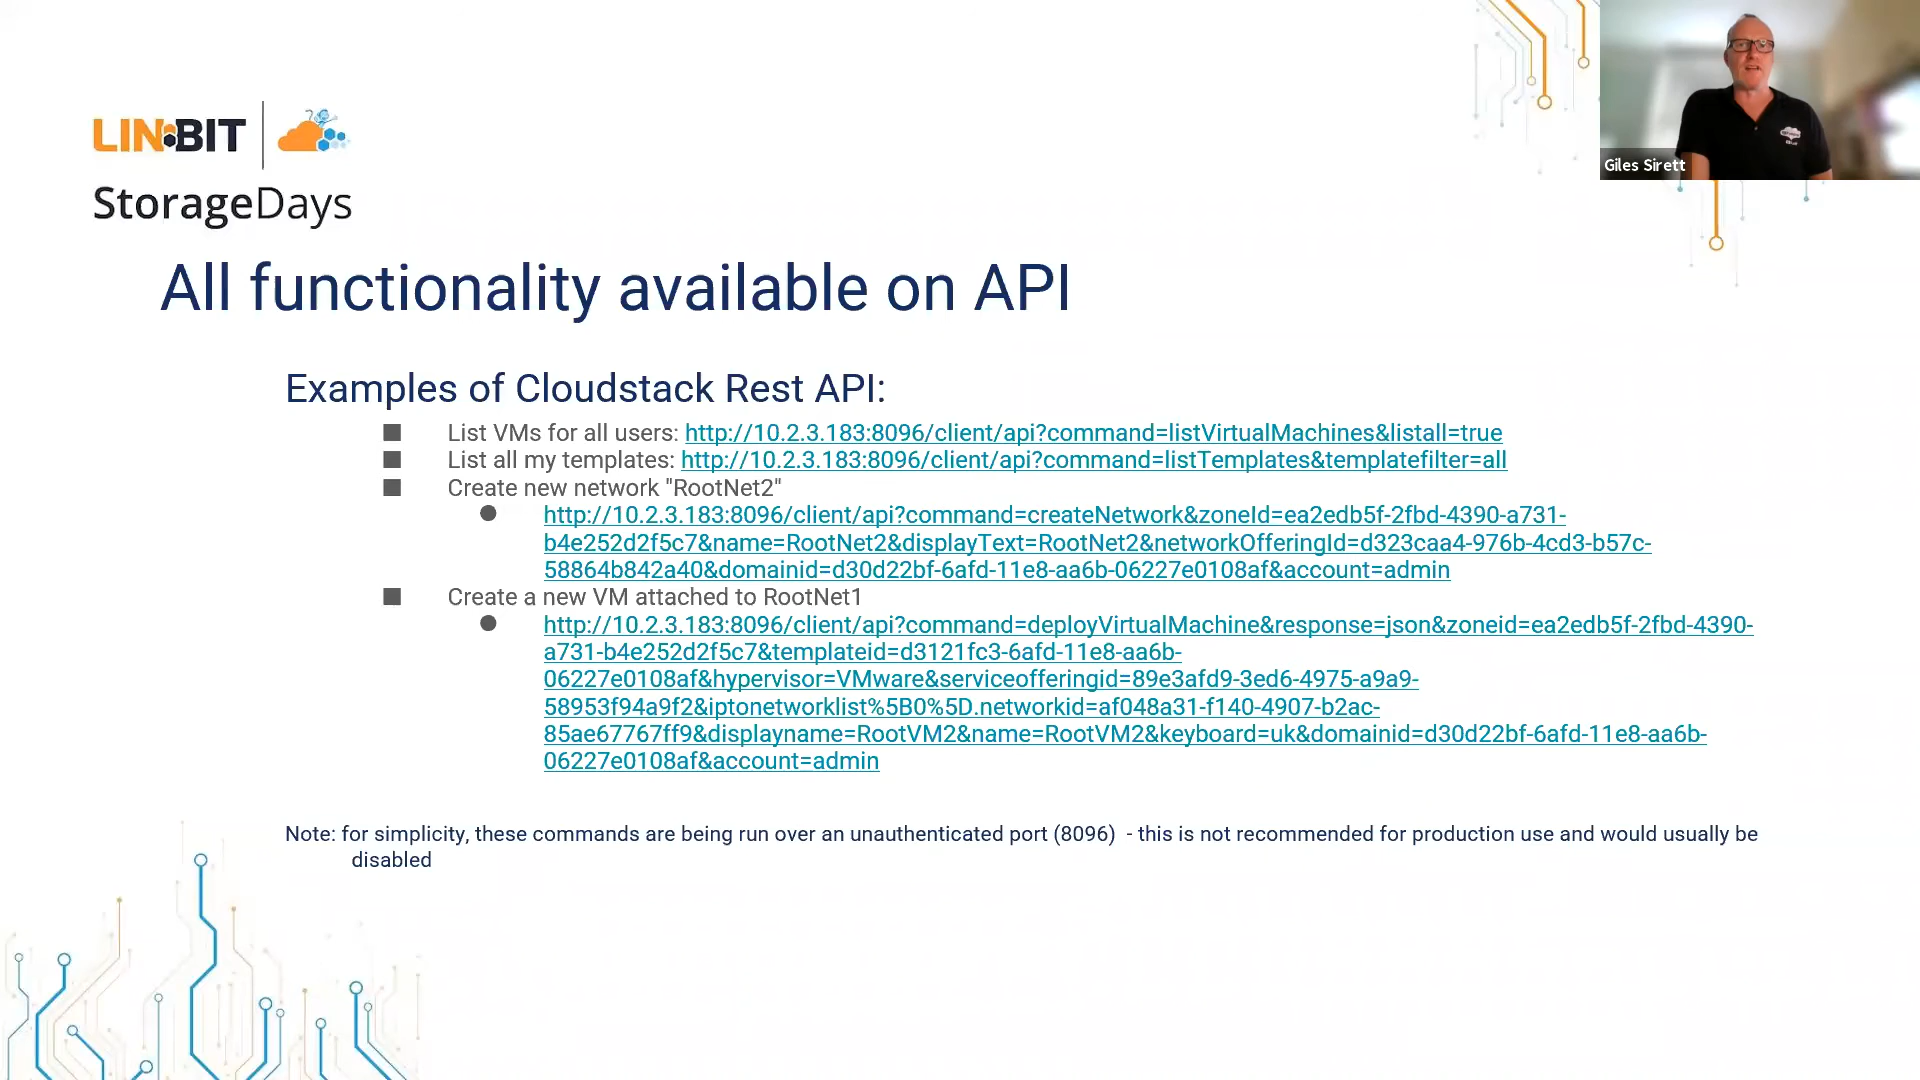 LINBIT
StorageDays
Giles Sirett
All functionality available on API
Examples of Cloudstack Rest API:
■ List VMs for all users: http://10.2.3.183:8096/client/api?command=listVirtualMachines&listall=true
■ List all my templates: http://10.2.3.183:8096/client/api?command=listTemplates&templatefilter=all
■ Create new network "RootNet2"
● http://10.2.3.183:8096/client/api?command=createNetwork&zoneId=ea2edb5f-2fbd-4390-a731-
b4e252d2f5c7&name=RootNet2&displayText=RootNet2&networkOfferingId=d323caa4-976b-4cd3-b57c-
58864b842a40&domainid=d30d22bf-6afd-11e8-aa6b-06227e0108af&account=admin
■ Create a new VM attached to RootNet1
● http://10.2.3.183:8096/client/api?command=deployVirtualMachine&response=json&zoneid=ea2edb5f-2fbd-4390-
a731-b4e252d2f5c7&templateid=d3121fc3-6afd-11e8-aa6b-
06227e0108af&hypervisor=VMware&serviceofferingid=89e3afd9-3ed6-4975-a9a9-
58953f94a9f2&iptonetworklist%5B0%5D.networkid=af048a31-f140-4907-b2ac-
85ae67767ff9&displayname=RootVM2&name=RootVM2&keyboard=uk&domainid=d30d22bf-6afd-11e8-aa6b-
06227e0108af&account=admin
Note: for simplicity, these commands are being run over an unauthenticated port (8096) - this is not recommended for production use and would usually be
disabled